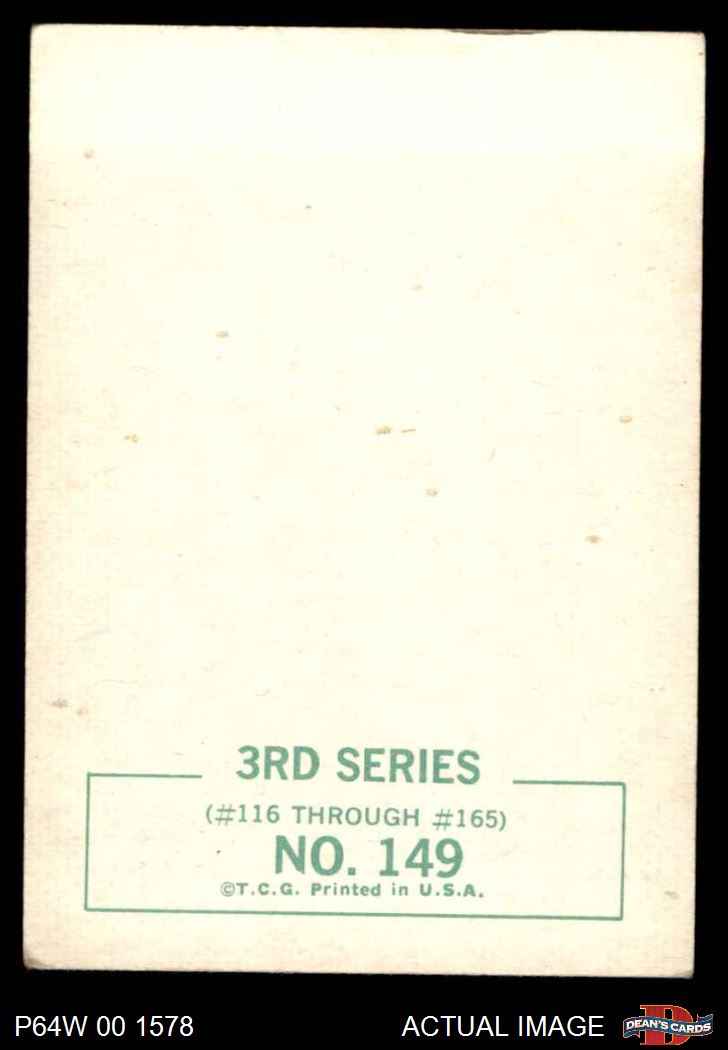 3RD SERIES
(#116 THROUGH #165)
NO. 149
©T.C.G. Printed in U.S.A.
P64W 00 1578
ACTUAL IMAGE
D
DEAN'S CARDS